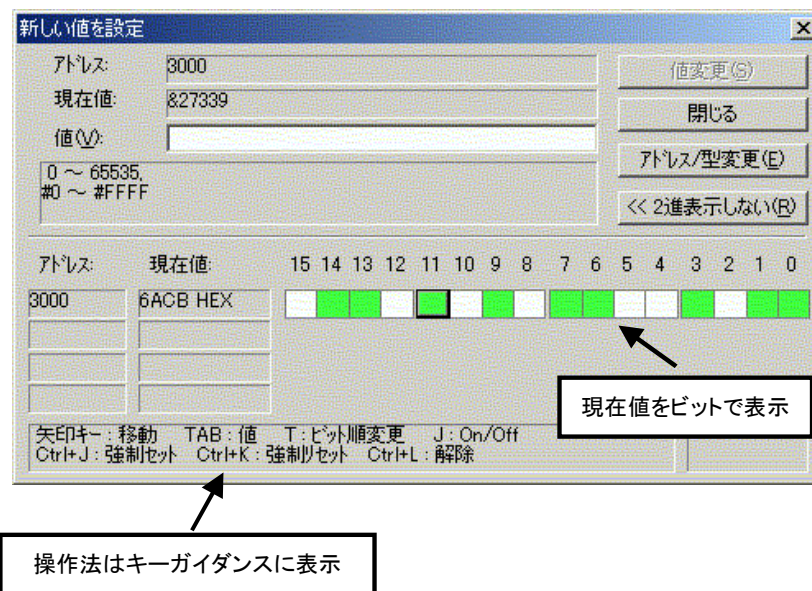 新しい値を設定
アドレス: 3000
値変更(S)
現在値: &27339
閉じる
値(V):
アドレス/型変更(E)
0 ～ 65535,
#0 ～ #FFFF
<< 2進表示しない(R)
アドレス: 現在値: 15 14 13 12 11 10 9 8 7 6 5 4 3 2 1 0
3000 6ACB HEX
現在値をビットで表示
矢印キー : 移動 TAB : 値 T : ビット順変更 J : On/Off
Ctrl+J : 強制セット Ctrl+K : 強制リセット Ctrl+L : 解除
操作法はキーガイダンスに表示